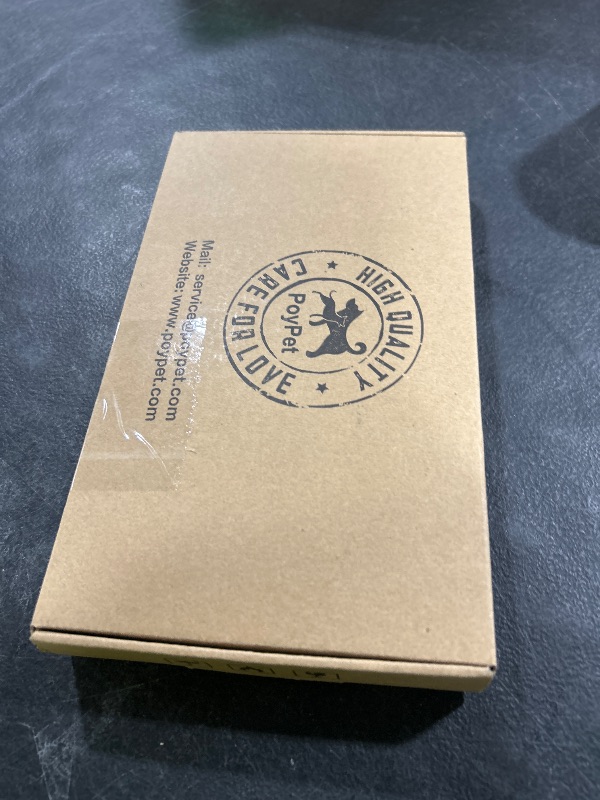 HIGH QUALITY
PoyPet
CARE FOR LOVE
Mail: service@poypet.com
Website: www.poypet.com